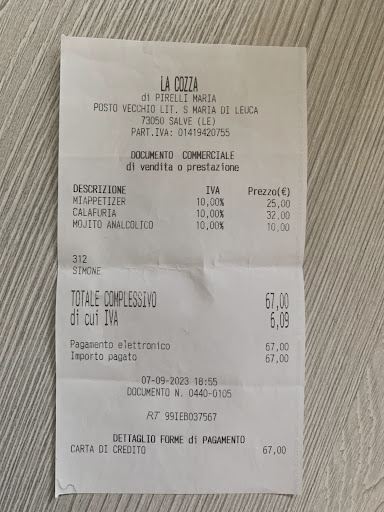 LA COZZA
di PIRELLI MARIA
POSTO VECCHIO LIT. S MARIA DI LEUCA
73050 SALVE (LE)
PART.IVA: 01419420755
DOCUMENTO COMMERCIALE
di vendita o prestazione
DESCRIZIONE IVA Prezzo(€)
MIAPPETIZER 10,00% 25,00
CALAFURIA 10,00% 32,00
MOJITO ANALCOLICO 10,00% 10,00
312
SIMONE
TOTALE COMPLESSIVO 67,00
di cui IVA 6,09
Pagamento elettronico 67,00
Importo pagato 67,00
07-09-2023 18:55
DOCUMENTO N. 0440-0105
RT 99IEB037567
DETTAGLIO FORME di PAGAMENTO
CARTA DI CREDITO 67,00